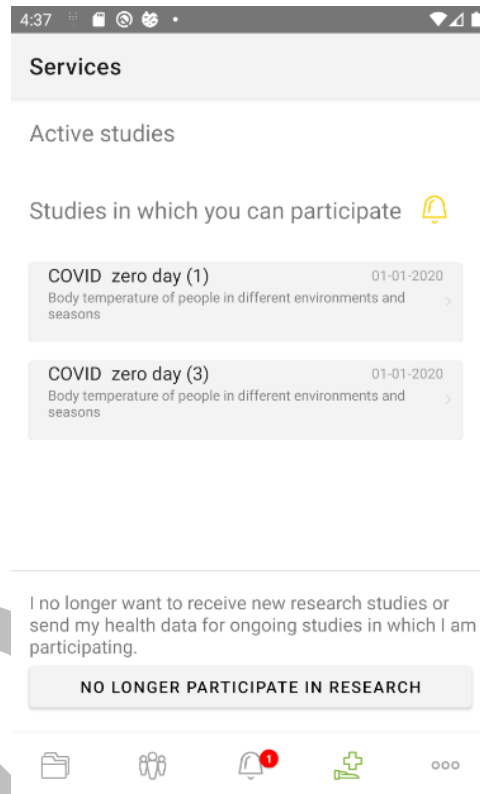 4:37
Services
Active studies
Studies in which you can participate
COVID zero day (1) 01-01-2020
Body temperature of people in different environments and
seasons
COVID zero day (3) 01-01-2020
Body temperature of people in different environments and
seasons
I no longer want to receive new research studies or
send my health data for ongoing studies in which I am
participating.
NO LONGER PARTICIPATE IN RESEARCH
1